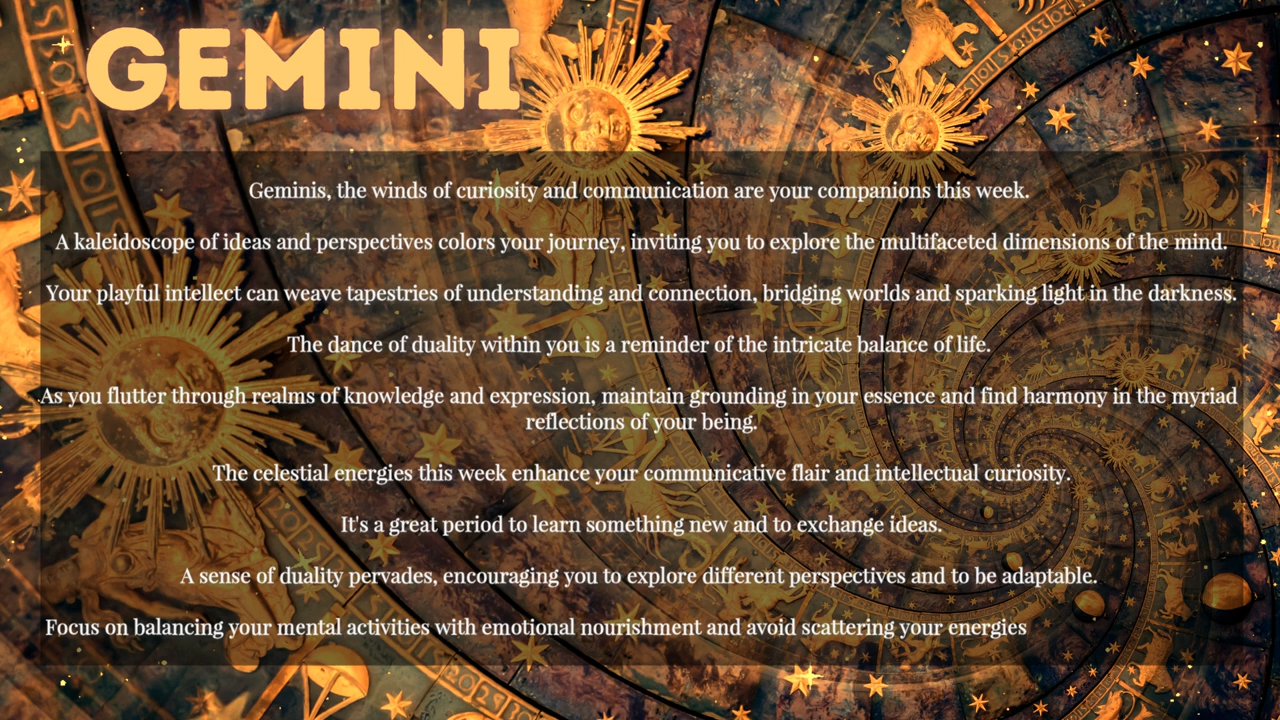 GEMINI
Geminis, the winds of curiosity and communication are your companions this week.
A kaleidoscope of ideas and perspectives colors your journey, inviting you to explore the multifaceted dimensions of the mind.
Your playful intellect can weave tapestries of understanding and connection, bridging worlds and sparking light in the darkness.
The dance of duality within you is a reminder of the intricate balance of life.
As you flutter through realms of knowledge and expression, maintain grounding in your essence and find harmony in the myriad
reflections of your being.
The celestial energies this week enhance your communicative flair and intellectual curiosity.
It's a great period to learn something new and to exchange ideas.
A sense of duality pervades, encouraging you to explore different perspectives and to be adaptable.
Focus on balancing your mental activities with emotional nourishment and avoid scattering your energies